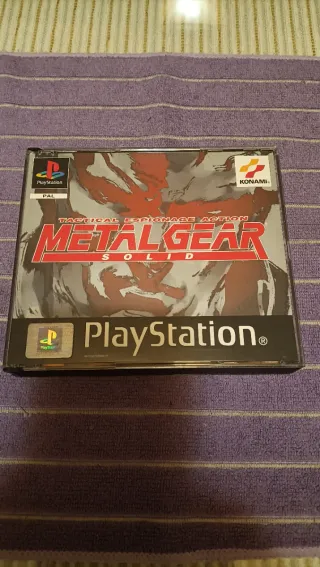 PlayStation
PAL
KONAMI
TACTICAL ESPIONAGE ACTION
METAL GEAR
SOLID
PlayStation®